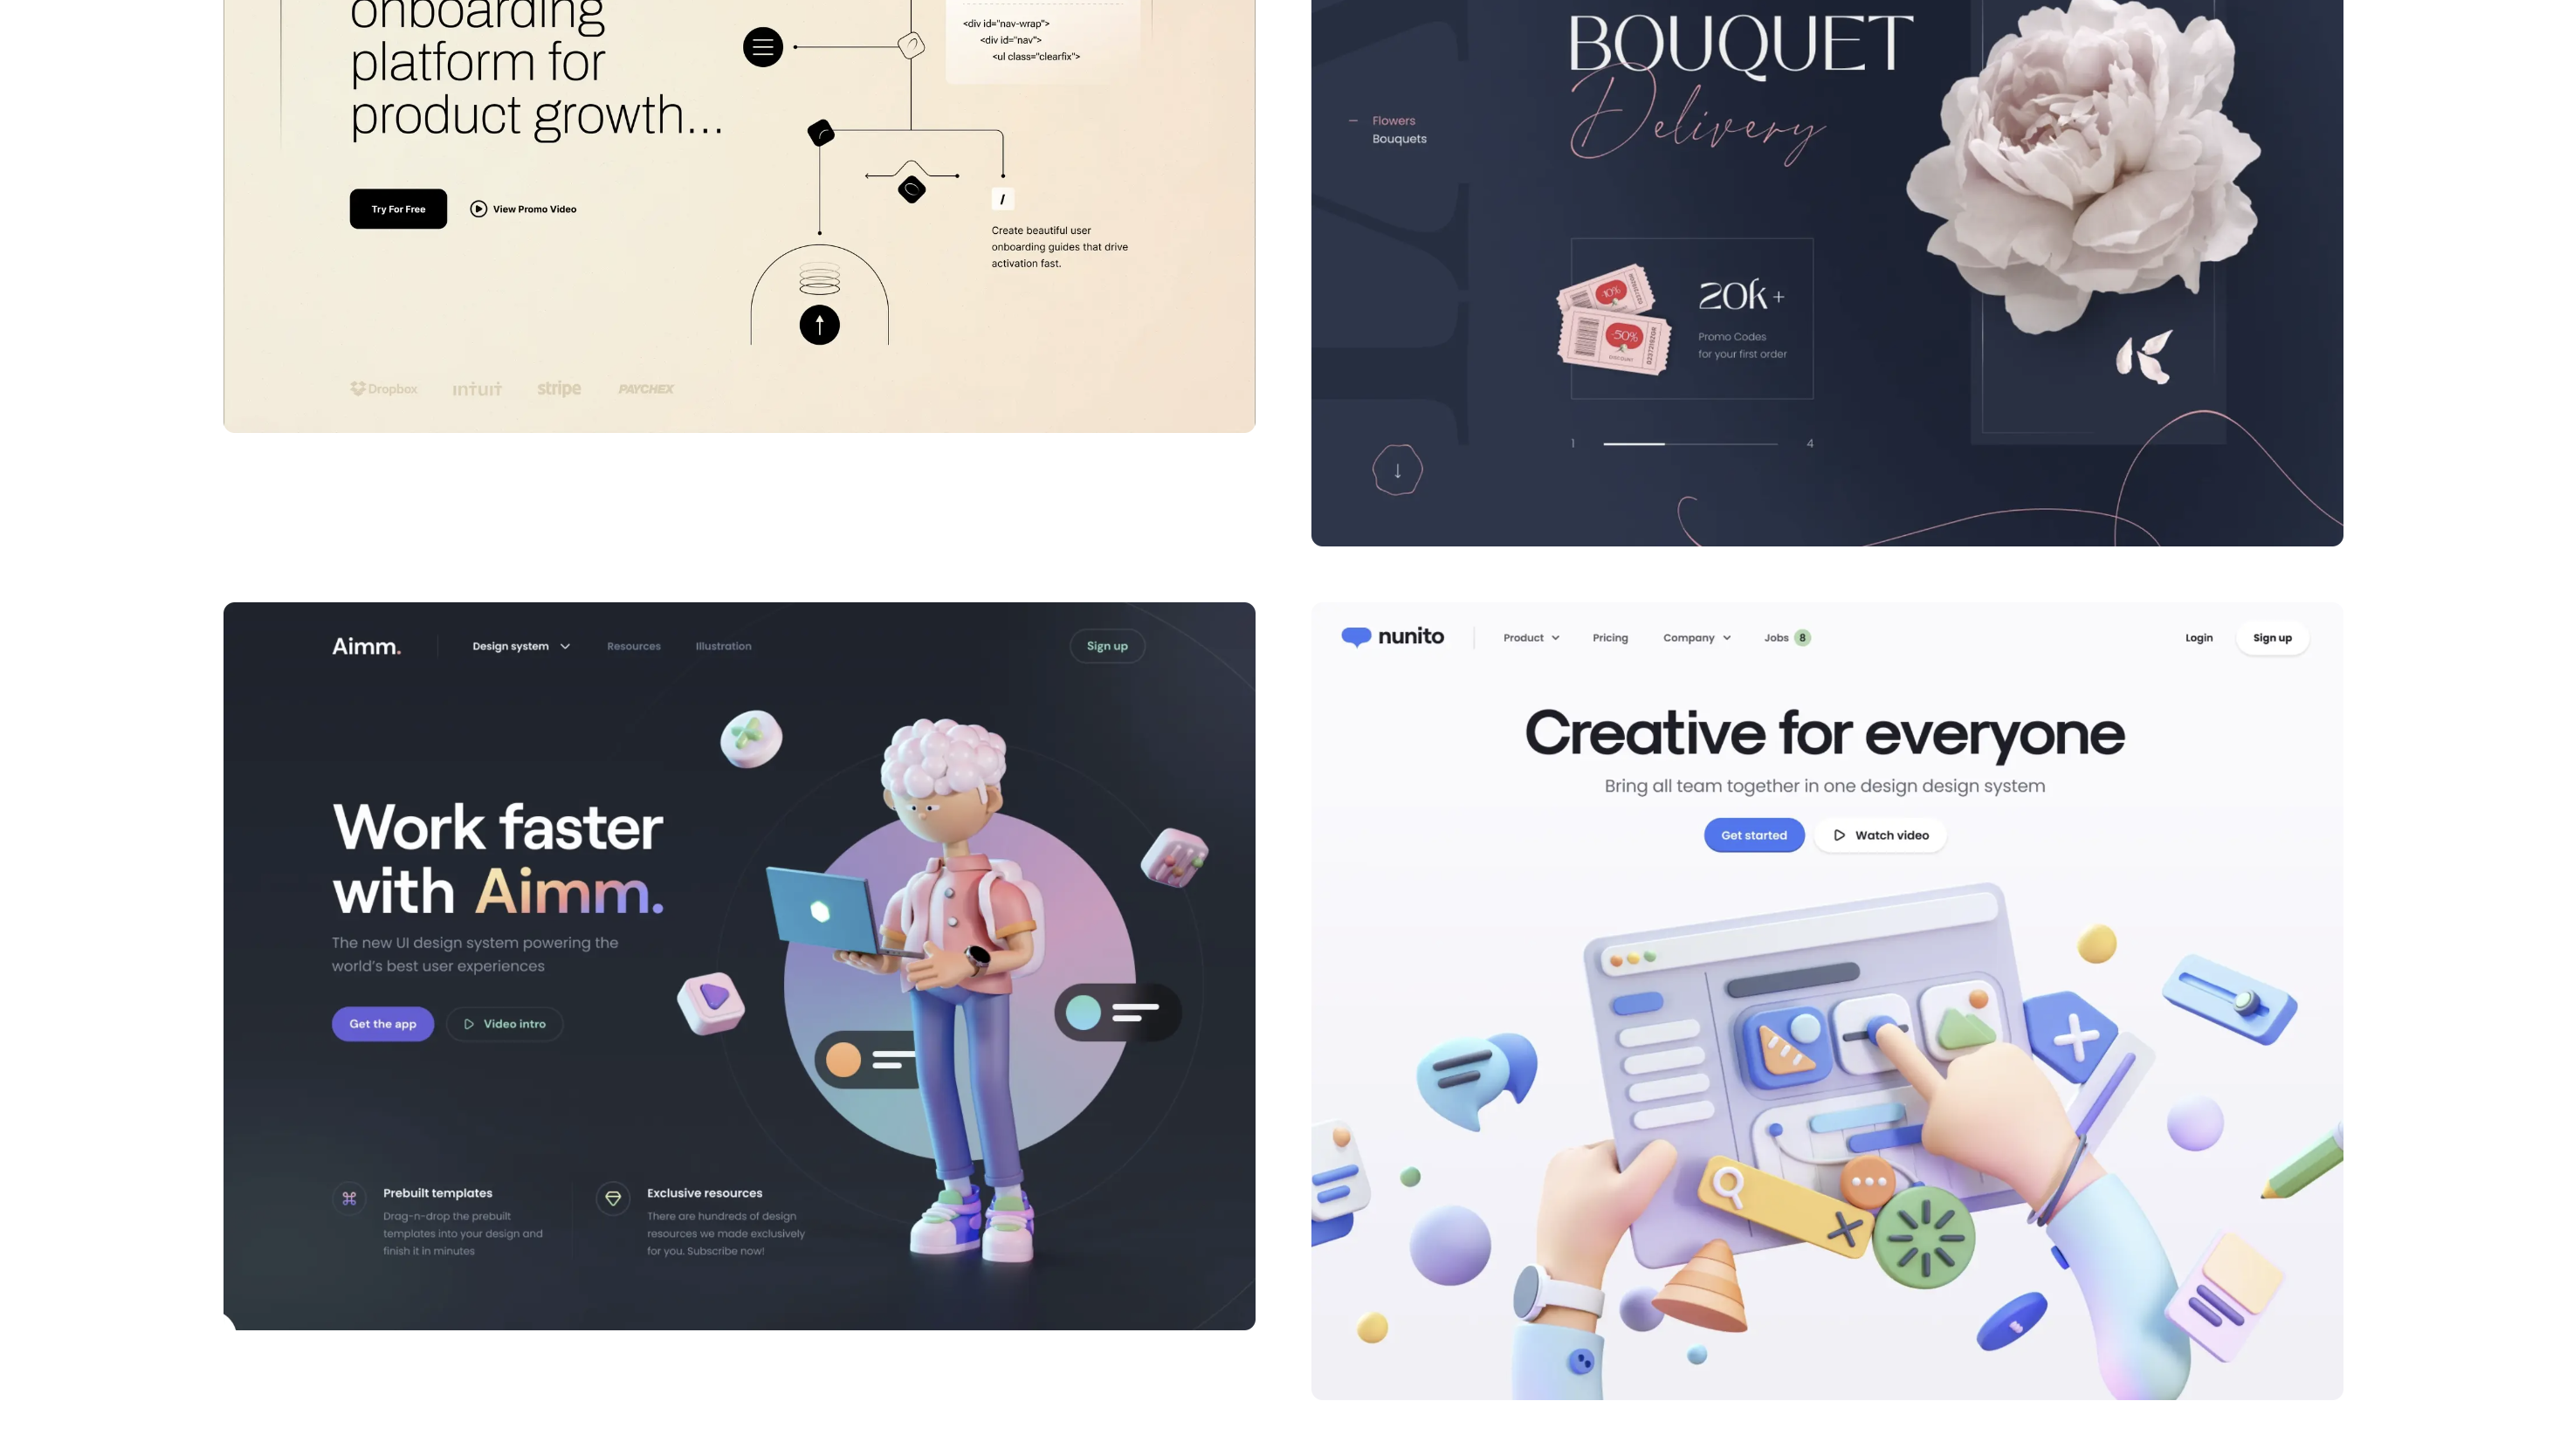 onboarding
platform for
product growth...
Try For Free
View Promo Video
Dropbox
intuit
stripe
PAYCHEX
<div id="nav-wrap">
<div id="nav">
<ul class="clearfix">
/
Create beautiful user
onboarding guides that drive
activation fast.
BOUQUET
Delivery
Flowers
Bouquets
-10%
-50%
DISCOUNT
20k+
Promo Codes
for your first order
1
4
Aimm.
Design system
Resources
Illustration
Sign up
Work faster
with Aimm.
The new UI design system powering the
world's best user experiences
Get the app
Video intro
Prebuilt templates
Drag-n-drop the prebuilt
templates into your design and
finish it in minutes
Exclusive resources
There are hundreds of design
resources we made exclusively
for you. Subscribe now!
nunito
Product
Pricing
Company
Jobs 8
Login
Sign up
Creative for everyone
Bring all team together in one design design system
Get started
Watch video